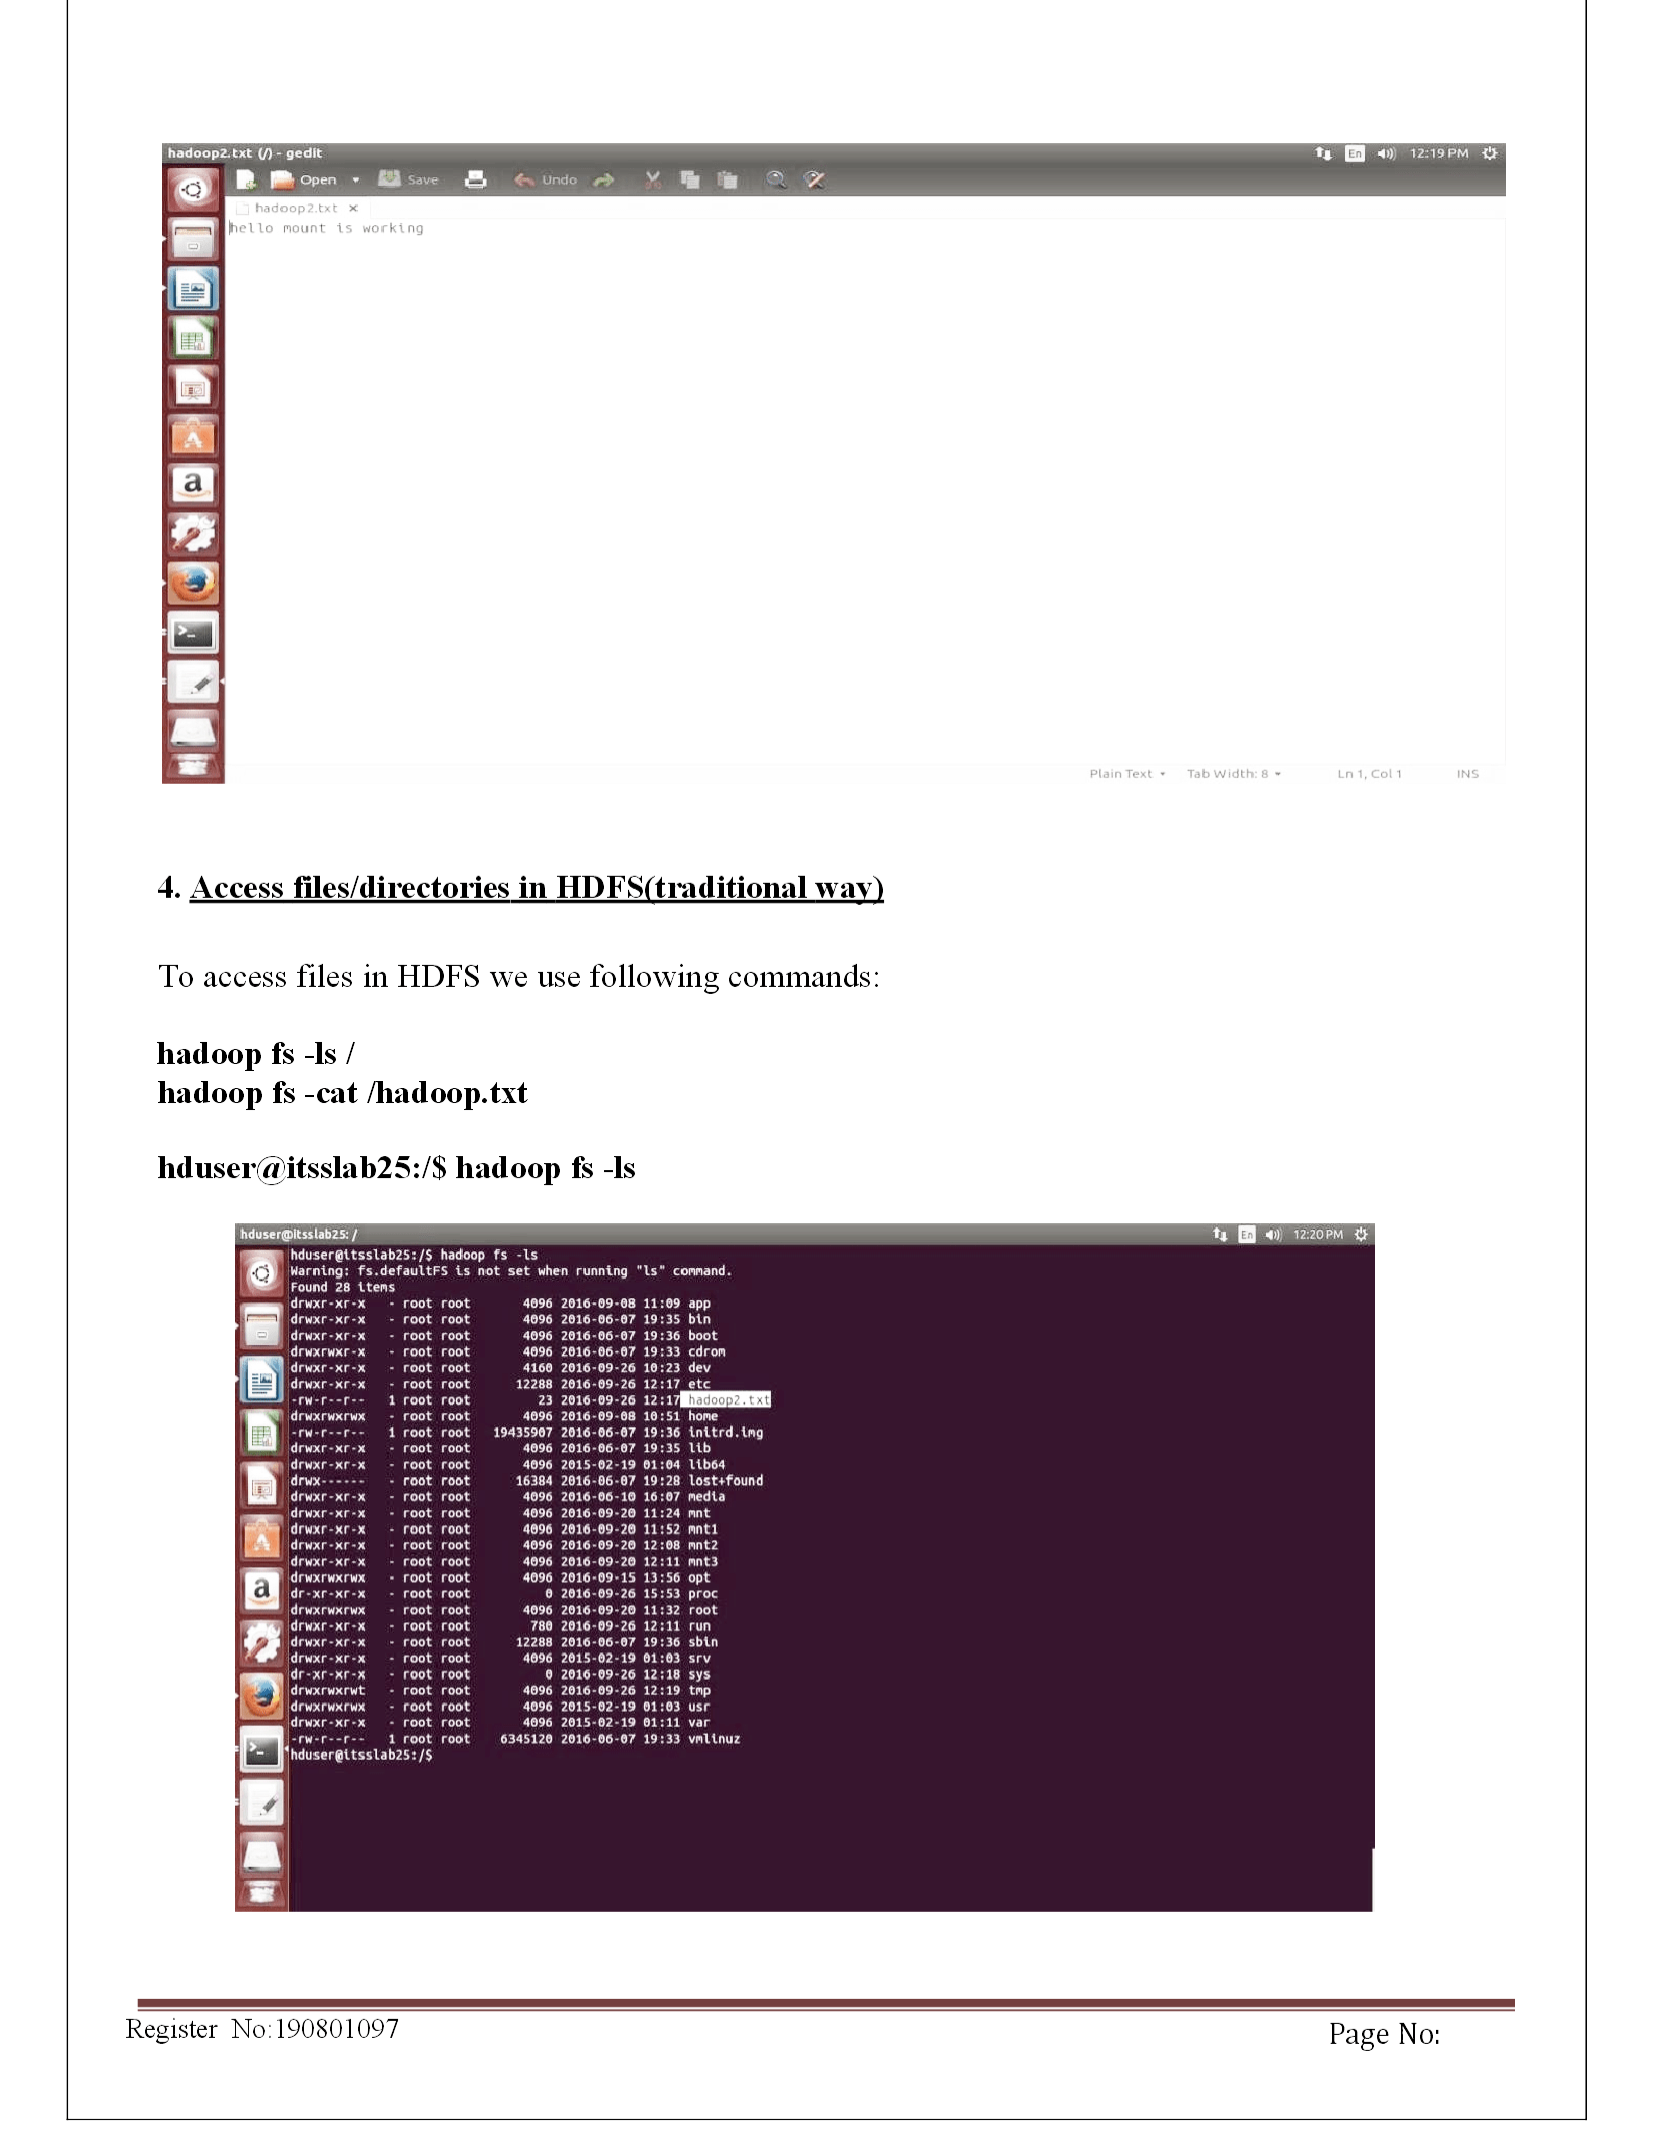 hadoop2.txt (/) - gedit
En 12:19 PM
Open Save Undo
hadoop2.txt ×
hello mount is working
Plain Text Tab Width: 8 Ln 1, Col 1 INS
4. Access files/directories in HDFS(traditional way)
To access files in HDFS we use following commands:
hadoop fs -ls /
hadoop fs -cat /hadoop.txt
hduser@itsslab25:/$ hadoop fs -ls
hduser@itsslab25: /
En 12:20 PM
hduser@itsslab25:/$ hadoop fs -ls
Warning: fs.defaultFS is not set when running "ls" command.
Found 28 items
drwxr-xr-x - root root 4096 2016-09-08 11:09 app
drwxr-xr-x - root root 4096 2016-06-07 19:35 bin
drwxr-xr-x - root root 4096 2016-06-07 19:36 boot
drwxrwxr-x - root root 4096 2016-06-07 19:33 cdrom
drwxr-xr-x - root root 4160 2016-09-26 10:23 dev
drwxr-xr-x - root root 12288 2016-09-26 12:17 etc
-rw-r--r-- 1 root root 23 2016-09-26 12:17 hadoop2.txt
drwxrwxrwx - root root 4096 2016-09-08 10:51 home
-rw-r--r-- 1 root root 19435907 2016-06-07 19:36 initrd.img
drwxr-xr-x - root root 4096 2016-06-07 19:35 lib
drwxr-xr-x - root root 4096 2015-02-19 01:04 lib64
drwx------ - root root 16384 2016-06-07 19:28 lost+found
drwxr-xr-x - root root 4096 2016-06-10 16:07 media
drwxr-xr-x - root root 4096 2016-09-20 11:24 mnt
drwxr-xr-x - root root 4096 2016-09-20 11:52 mnt1
drwxr-xr-x - root root 4096 2016-09-20 12:08 mnt2
drwxr-xr-x - root root 4096 2016-09-20 12:11 mnt3
drwxrwxrwx - root root 4096 2016-09-15 13:56 opt
dr-xr-xr-x - root root 0 2016-09-26 15:53 proc
drwxrwxrwx - root root 4096 2016-09-20 11:32 root
drwxr-xr-x - root root 780 2016-09-26 12:11 run
drwxr-xr-x - root root 12288 2016-06-07 19:36 sbin
drwxr-xr-x - root root 4096 2015-02-19 01:03 srv
dr-xr-xr-x - root root 0 2016-09-26 12:18 sys
drwxrwxrwt - root root 4096 2016-09-26 12:19 tmp
drwxrwxrwx - root root 4096 2015-02-19 01:03 usr
drwxr-xr-x - root root 4096 2015-02-19 01:11 var
-rw-r--r-- 1 root root 6345120 2016-06-07 19:33 vmlinuz
hduser@itsslab25:/$
Register No:190801097
Page No: